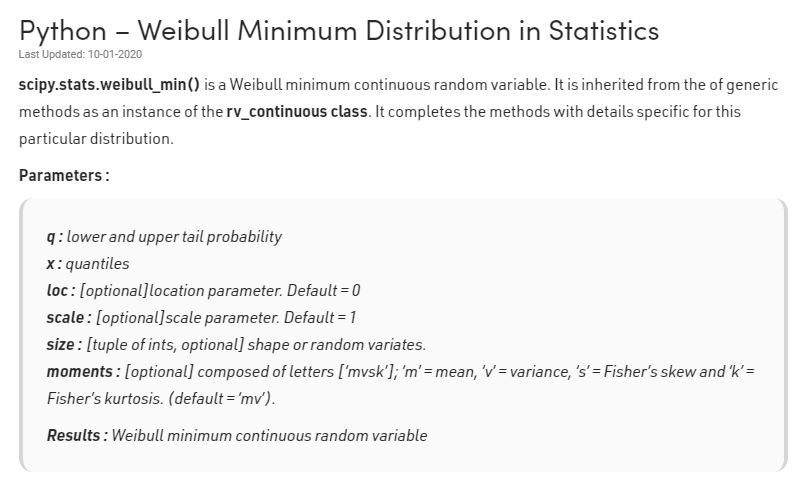 Python – Weibull Minimum Distribution in Statistics
Last Updated: 10-01-2020
scipy.stats.weibull_min() is a Weibull minimum continuous random variable. It is inherited from the of generic
methods as an instance of the rv_continuous class. It completes the methods with details specific for this
particular distribution.
Parameters :
q : lower and upper tail probability
x : quantiles
loc : [optional]location parameter. Default = 0
scale : [optional]scale parameter. Default = 1
size : [tuple of ints, optional] shape or random variates.
moments : [optional] composed of letters [‘mvsk’]; ‘m’ = mean, ‘v’ = variance, ‘s’ = Fisher’s skew and ‘k’ =
Fisher’s kurtosis. (default = ‘mv’).
Results : Weibull minimum continuous random variable